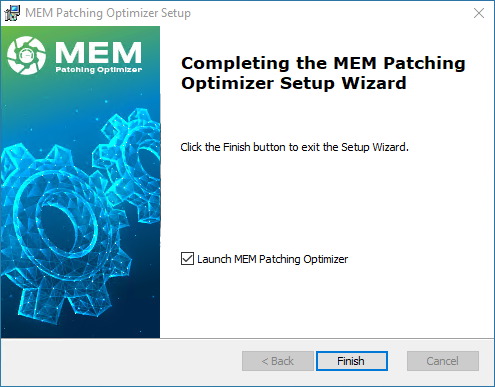 MEM Patching Optimizer Setup
MEM
Patching Optimizer
Completing the MEM Patching
Optimizer Setup Wizard
Click the Finish button to exit the Setup Wizard.
Launch MEM Patching Optimizer
< Back
Finish
Cancel